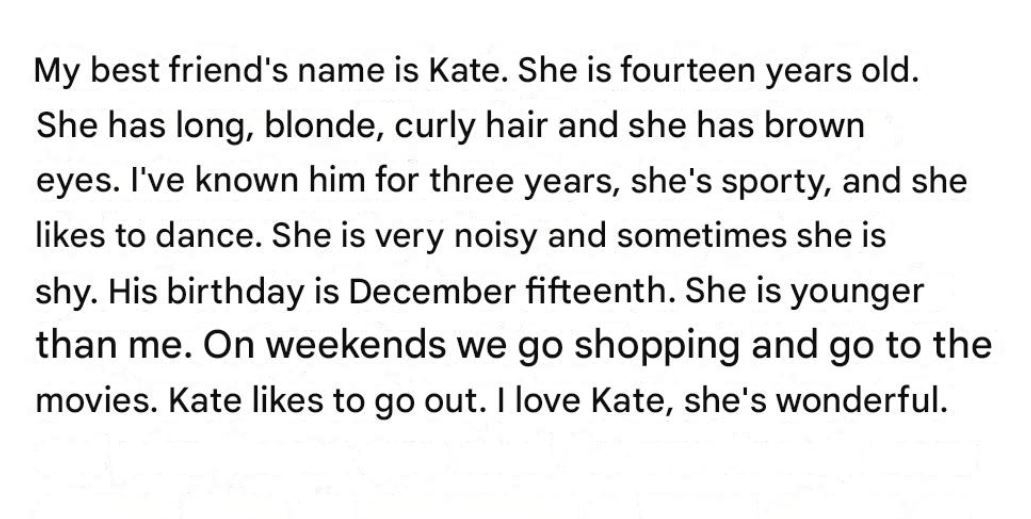 My best friend's name is Kate. She is fourteen years old.
She has long, blonde, curly hair and she has brown
eyes. I've known him for three years, she's sporty, and she
likes to dance. She is very noisy and sometimes she is
shy. His birthday is December fifteenth. She is younger
than me. On weekends we go shopping and go to the
movies. Kate likes to go out. I love Kate, she's wonderful.